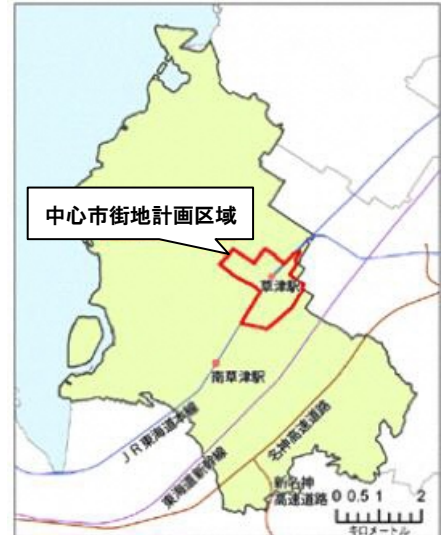 中心市街地計画区域
草津駅
南草津駅
JR東海道本線
東海道新幹線
名神高速道路
新名神
高速道路
0 0.5 1 2
キロメートル